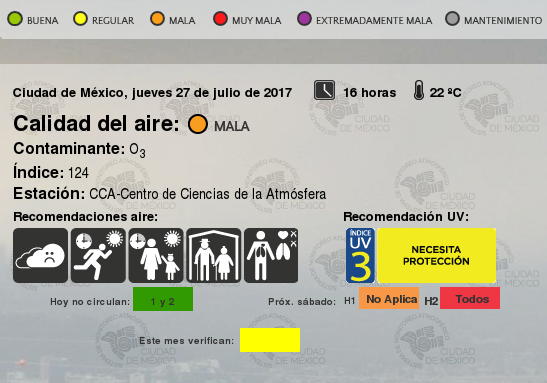 BUENA REGULAR MALA MUY MALA EXTREMADAMENTE MALA MANTENIMIENTO
Ciudad de México, jueves 27 de julio de 2017 16 horas 22 ºC
Calidad del aire: MALA
Contaminante: O3
Índice: 124
Estación: CCA-Centro de Ciencias de la Atmósfera
Recomendaciones aire: Recomendación UV:
ÍNDICE
UV
3
NECESITA
PROTECCIÓN
Hoy no circulan: 1 y 2 Próx. sábado: H1 No Aplica H2 Todos
Este mes verifican:
CIUDAD
DE MÉXICO